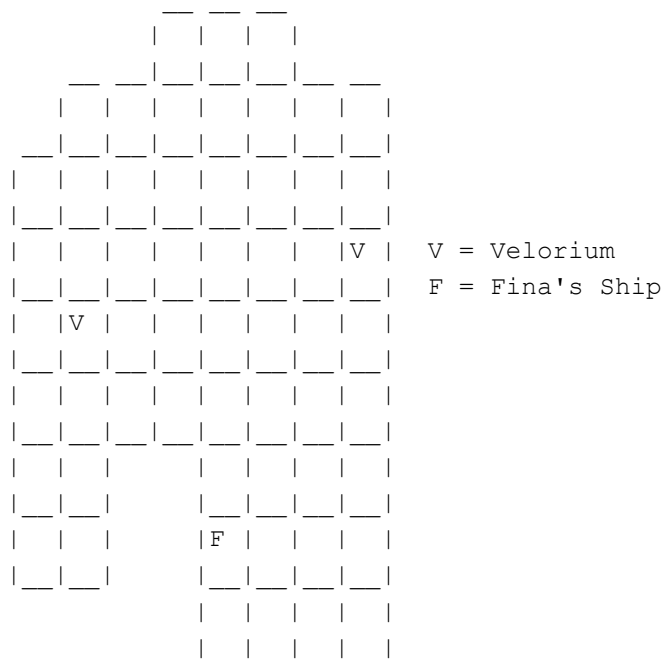 V V = Velorium
F = Fina's Ship
V
F